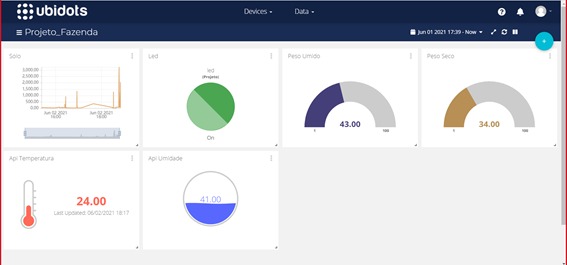 ubidots
Devices
Data
Projeto_Fazenda
Jun 01 2021 17:39 - Now
Solo
3,000.00
2,500.00
2,000.00
1,500.00
1,000.00
500.00
0.00
Jun 02 2021
16:00
Jun 02 2021
18:00
Led
led
(Projeto)
On
Peso Umido
43.00
1
100
Peso Seco
34.00
1
100
Api Temperatura
24.00
Last Updated: 06/02/2021 18:17
Api Umidade
41.00